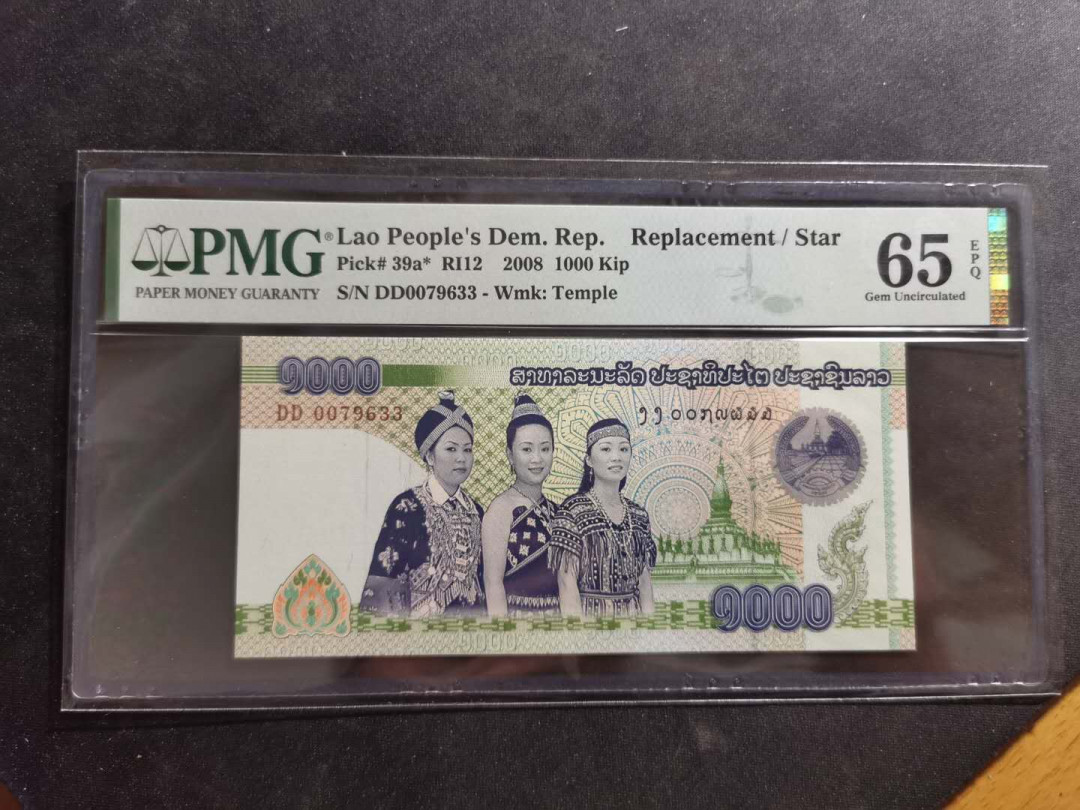 PMG® Lao People's Dem. Rep. Replacement / Star
Pick# 39a* RI12 2008 1000 Kip
PAPER MONEY GUARANTY S/N DD0079633 - Wmk: Temple
65 EPQ
Gem Uncirculated
໑໐໐໐
ສາທາລະນະລັດ ປະຊາທິປະໄຕ ປະຊາຊົນລາວ
DD 0079633
໑໐໐໐